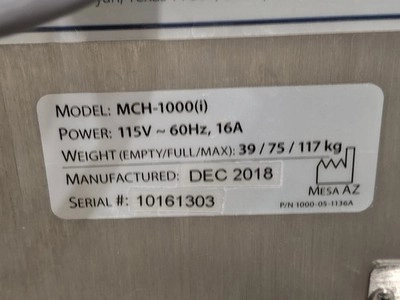 MODEL: MCH-1000(i)
POWER: 115V ~ 60Hz, 16A
WEIGHT (EMPTY/FULL/MAX): 39 / 75 / 117 kg
MANUFACTURED: DEC 2018
SERIAL #: 10161303
MESA AZ
P/N 1000-05-1136A